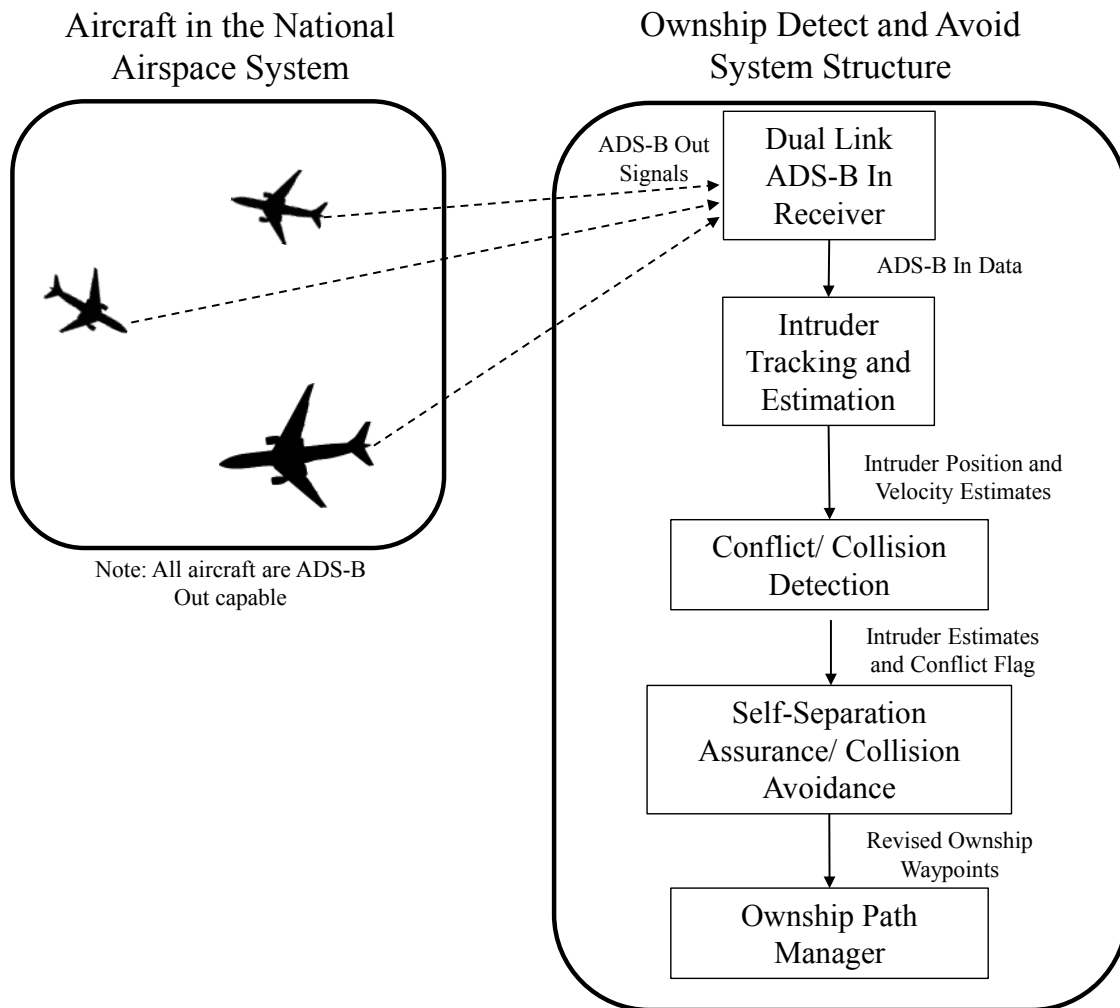 Aircraft in the National
Airspace System
Note: All aircraft are ADS-B
Out capable
Ownship Detect and Avoid
System Structure
ADS-B Out
Signals
Dual Link
ADS-B In
Receiver
ADS-B In Data
Intruder
Tracking and
Estimation
Intruder Position and
Velocity Estimates
Conflict/ Collision
Detection
Intruder Estimates
and Conflict Flag
Self-Separation
Assurance/ Collision
Avoidance
Revised Ownship
Waypoints
Ownship Path
Manager